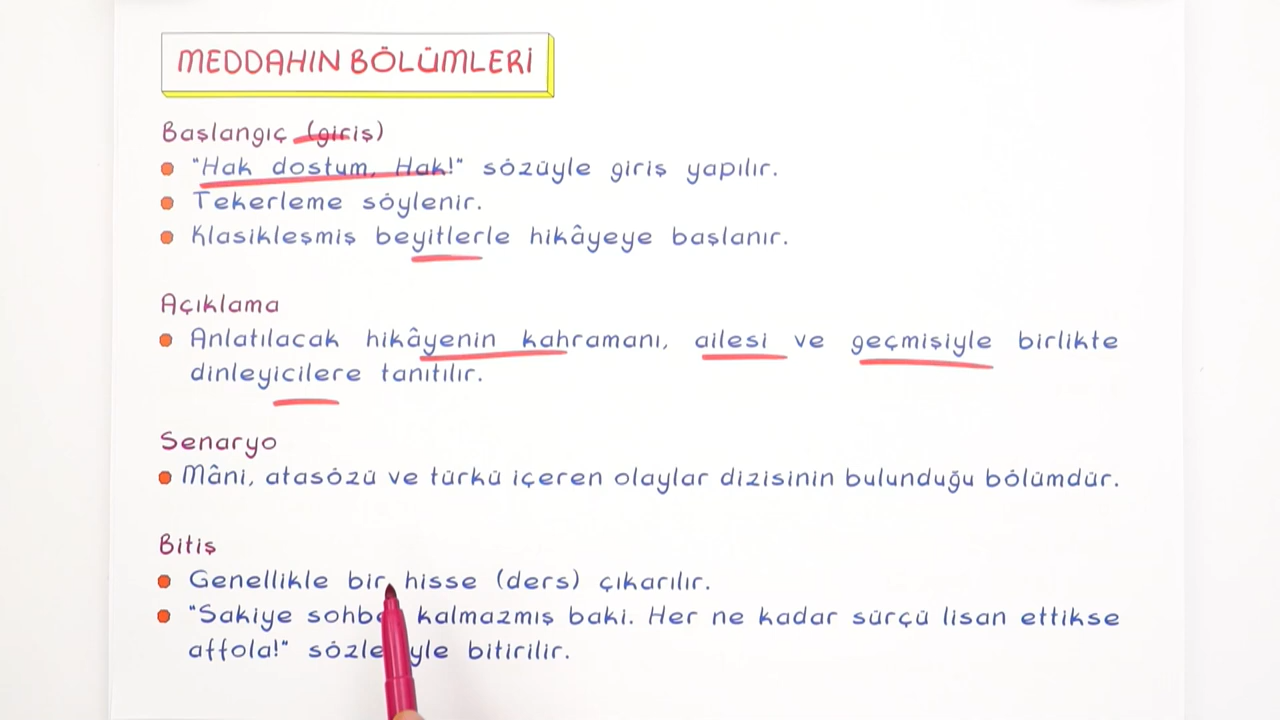 MEDDAHIN BÖLÜMLERİ
Başlangıç (giriş)
"Hak dostum, Hak!" sözüyle giriş yapılır.
Tekerleme söylenir.
Klasikleşmiş beyitlerle hikâyeye başlanır.
Açıklama
Anlatılacak hikâyenin kahramanı, ailesi ve geçmişiyle birlikte
dinleyicilere tanıtılır.
Senaryo
Mâni, atasözü ve türkü içeren olaylar dizisinin bulunduğu bölümdür.
Bitiş
Genellikle bir hisse (ders) çıkarılır.
"Sakiye kalmazmış baki. Her ne kadar sürçü lisan ettikse
affola!" bitirilir.